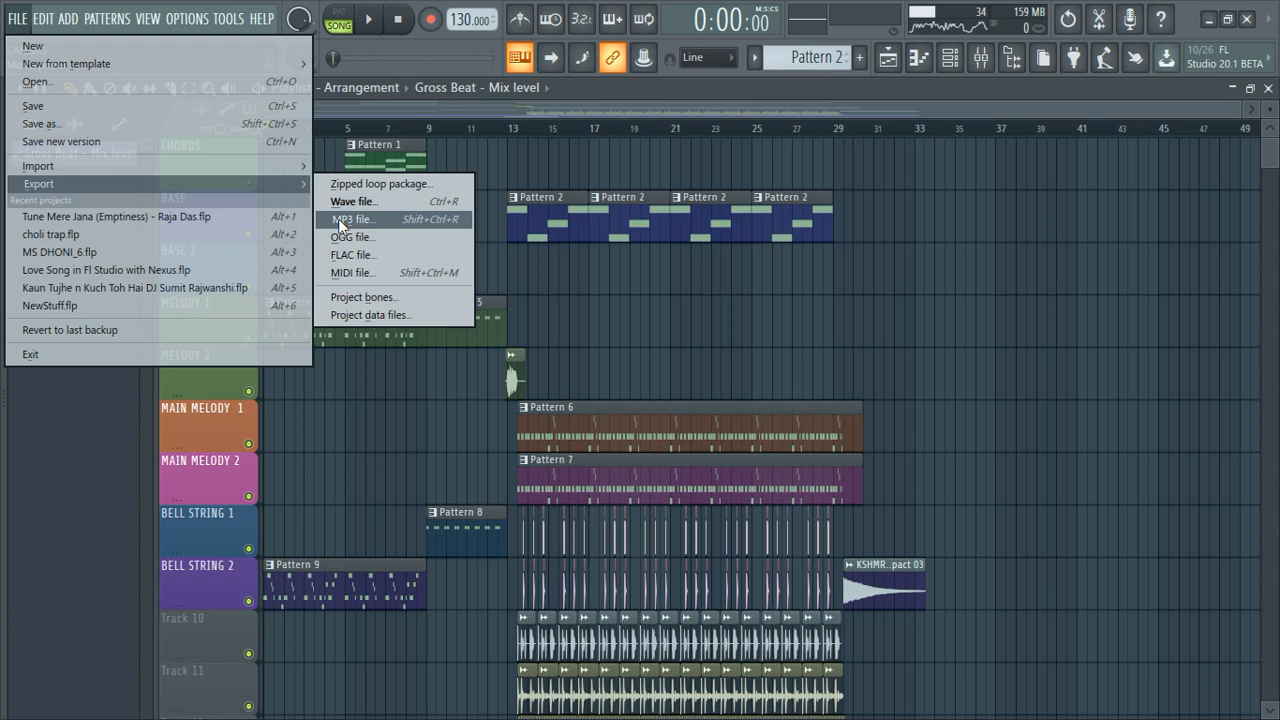 FILE EDIT ADD PATTERNS VIEW OPTIONS TOOLS HELP
PAT
SONG
130.000
3.2
0:00:00
M:S:CS
34
159 MB
0
Line
Pattern 2
10/26 FL
Studio 20.1 BETA
New
New from template
Open... Ctrl+O
Save Ctrl+S
Save as... Shift+Ctrl+S
Save new version Ctrl+N
Import
Export
Recent projects
Tune Mere Jana (Emptiness) - Raja Das.flp Alt+1
choli trap.flp Alt+2
MS DHONI_6.flp Alt+3
Love Song in Fl Studio with Nexus.flp Alt+4
Kaun Tujhe n Kuch Toh Hai DJ Sumit Rajwanshi.flp Alt+5
NewStuff.flp Alt+6
Revert to last backup
Exit
Zipped loop package...
Wave file... Ctrl+R
MP3 file... Shift+Ctrl+R
OGG file...
FLAC file...
MIDI file... Shift+Ctrl+M
Project bones...
Project data files...
- Arrangement Gross Beat - Mix level
5 7 9 11 13 15 17 19 21 23 25 27 29 31 33 35 37 39 41 43 45 47 49
CHORDS
Pattern 1
BASE
Pattern 2 Pattern 2 Pattern 2 Pattern 2
BASE 2
MELODY 1
5
MELODY 2
MAIN MELODY 1
Pattern 6
MAIN MELODY 2
Pattern 7
BELL STRING 1
Pattern 8
BELL STRING 2
Pattern 9
KSHMR..pact 03
Track 10
Track 11